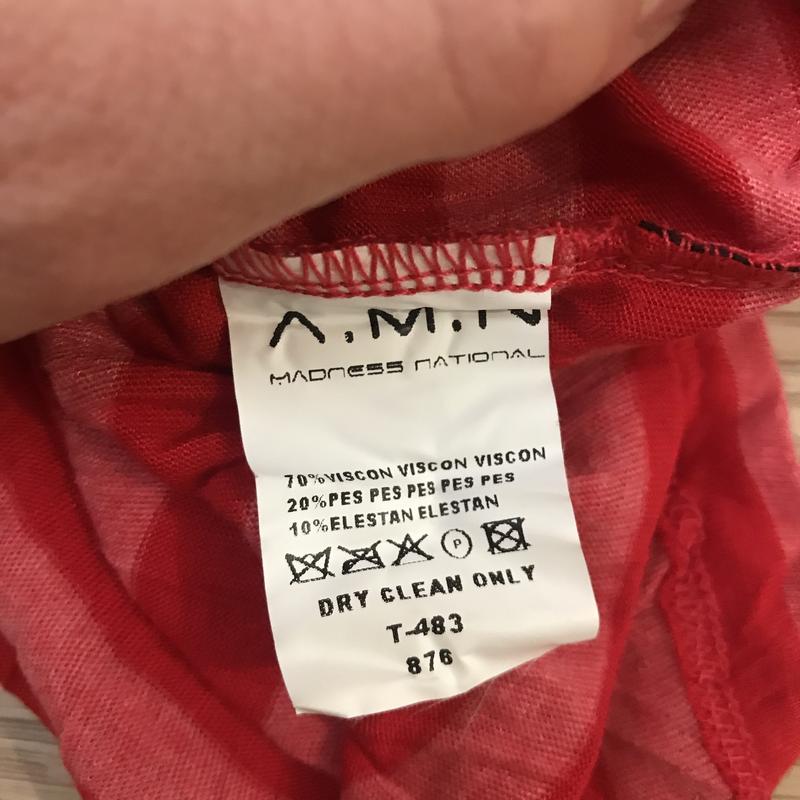 A.M.N
MADNESS NATIONAL
70%VISCON VISCON VISCON
20%PES PES PES PES PES
10%ELESTAN ELESTAN
P
DRY CLEAN ONLY
T-483
876